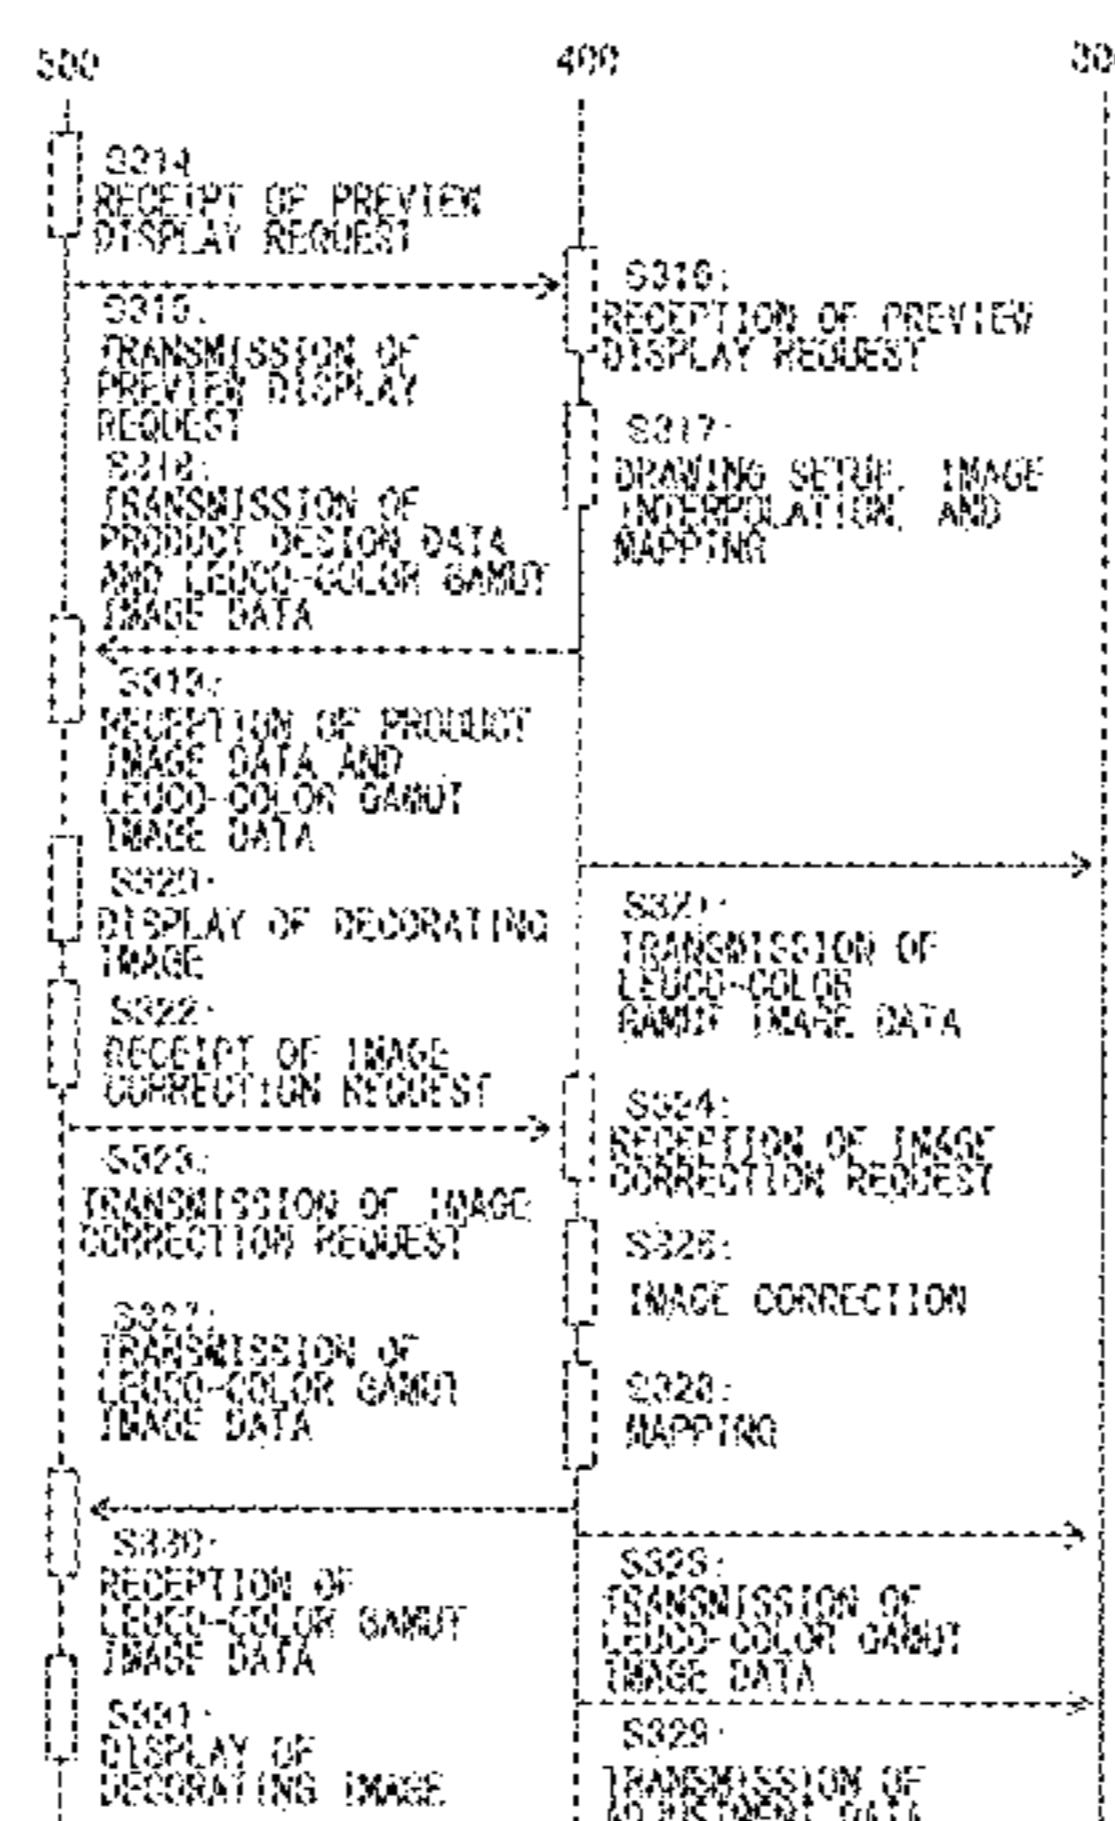 500
400
S314
RECEIPT OF PREVIEW
DISPLAY REQUEST
S316:
RECEPTION OF PREVIEW
DISPLAY REQUEST
S315:
TRANSMISSION OF
PREVIEW DISPLAY
REQUEST
S317:
DRAWING SETUP, IMAGE
INTERPOLATION, AND
MAPPING
S318:
TRANSMISSION OF
PRODUCT DESIGN DATA
AND LEUCO-COLOR GAMUT
IMAGE DATA
S319:
RECEPTION OF PRODUCT
IMAGE DATA AND
LEUCO-COLOR GAMUT
IMAGE DATA
S320:
DISPLAY OF DECORATING
IMAGE
S321:
TRANSMISSION OF
LEUCO-COLOR
GAMUT IMAGE DATA
S322:
RECEIPT OF IMAGE
CORRECTION REQUEST
S324:
RECEPTION OF IMAGE
CORRECTION REQUEST
S323:
TRANSMISSION OF IMAGE
CORRECTION REQUEST
IMAGE CORRECTION
S327:
TRANSMISSION OF
LEUCO-COLOR GAMUT
IMAGE DATA
MAPPING
S330:
RECEPTION OF
LEUCO-COLOR GAMUT
IMAGE DATA
TRANSMISSION OF
LEUCO-COLOR GAMUT
IMAGE DATA
S331:
DISPLAY OF
DECORATING IMAGE
S329:
TRANSMISSION OF
ADJUSTMENT DATA